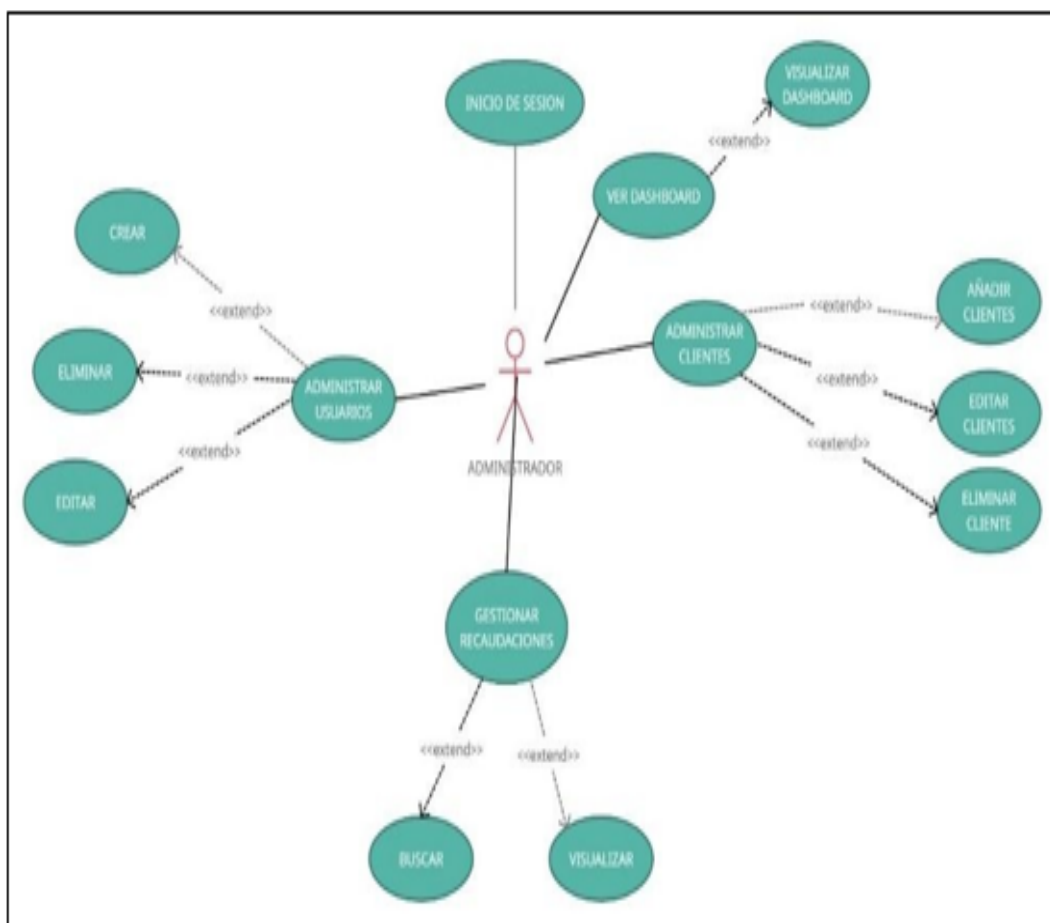 VISUALIZAR
DASHBOARD
INICIO DE SESION
<<extend>>
VER DASHBOARD
CREAR
<<extend>>
AÑADIR
CLIENTES
<<extend>>
ADMINISTRAR
CLIENTES
ELIMINAR
<<extend>>
ADMINISTRAR
USUARIOS
<<extend>>
EDITAR
CLIENTES
<<extend>>
<<extend>>
ADMINISTRADOR
EDITAR
ELIMINAR
CLIENTE
GESTIONAR
RECAUDACIONES
<<extend>>
<<extend>>
BUSCAR
VISUALIZAR